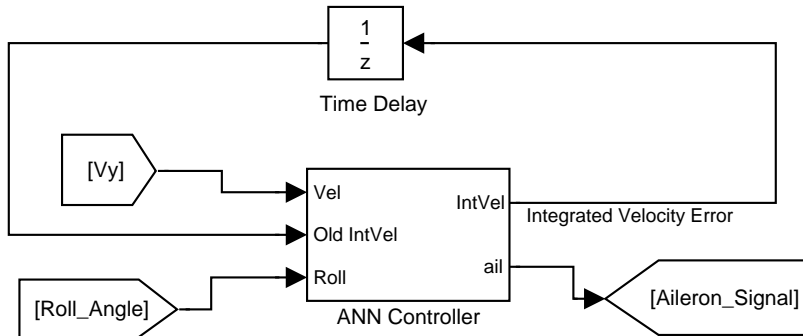 1
z
Time Delay
[Vy]
Vel
IntVel
Integrated Velocity Error
Old IntVel
Roll
ail
[Roll_Angle]
[Aileron_Signal]
ANN Controller